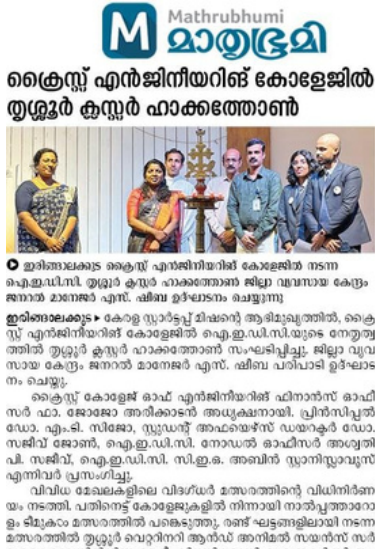 Mathrubhumi
മാതൃഭൂമി
ക്രൈസ്റ്റ് എൻജിനീയറിങ് കോളേജിൽ
തൃശ്ശൂർ ക്ലസ്റ്റർ ഹാക്കത്തോൺ
ഇരിങ്ങാലക്കുട ക്രൈസ്റ്റ് എൻജിനീയറിങ് കോളേജിൽ നടന്ന
ഐ.ഇ.ഡി.സി. തൃശ്ശൂർ ക്ലസ്റ്റർ ഹാക്കത്തോൺ ജില്ലാ വ്യവസായ കേന്ദ്രം
ജനറൽ മാനേജർ എസ്. ഷീബ ഉദ്ഘാടനം ചെയ്യുന്നു
ഇരിങ്ങാലക്കുട ▸ കേരള സ്റ്റാർട്ടപ്പ് മിഷന്റെ ആഭിമുഖ്യത്തിൽ, ക്രൈ
സ്റ്റ് എൻജിനീയറിങ് കോളേജിൽ ഐ.ഇ.ഡി.സി.യുടെ നേതൃത്വ
ത്തിൽ തൃശ്ശൂർ ക്ലസ്റ്റർ ഹാക്കത്തോൺ സംഘടിപ്പിച്ചു. ജില്ലാ വ്യവ
സായ കേന്ദ്രം ജനറൽ മാനേജർ എസ്. ഷീബ പരിപാടി ഉദ്ഘാട
നം ചെയ്തു.
ക്രൈസ്റ്റ് കോളേജ് ഓഫ് എൻജിനീയറിങ് ഫിനാൻസ് ഓഫീ
സർ ഫാ. ജോജോ അരീക്കാടൻ അധ്യക്ഷനായി. പ്രിൻസിപ്പൽ
ഡോ. എം.ടി. സിജോ, സ്റ്റുഡന്റ് അഫയേഴ്സ് ഡയറക്ടർ ഡോ.
സജീവ് ജോൺ, ഐ.ഇ.ഡി.സി. നോഡൽ ഓഫീസർ അശ്വതി
പി. സജീവ്, ഐ.ഇ.ഡി.സി. സി.ഇ.ഒ. അബിൻ സ്റ്റാനിസ്ലാവൂസ്
എന്നിവർ പ്രസംഗിച്ചു.
വിവിധ മേഖലകളിലെ വിദഗ്ധർ മത്സരത്തിന്റെ വിധിനിർണ
യം നടത്തി. പതിനെട്ട് കോളേജുകളിൽ നിന്നായി നാൽപ്പത്താറോ
ളം ടീമുകൾ മത്സരത്തിൽ പങ്കെടുത്തു. രണ്ട് ഘട്ടങ്ങളിലായി നടന്ന
മത്സരത്തിൽ തൃശ്ശൂർ വെറ്ററിനറി ആൻഡ് അനിമൽ സയൻസ് സർ